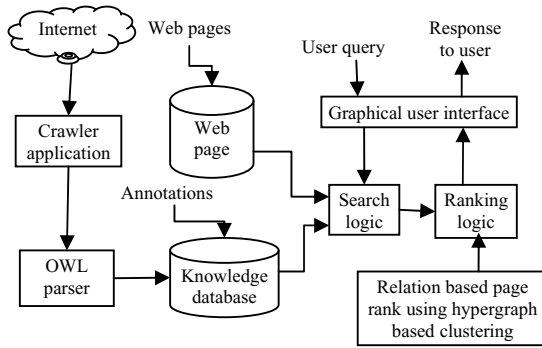 Internet
Web pages
User query
Response
to user
Graphical user interface
Crawler
application
Web
page
Annotations
Search
logic
Ranking
logic
OWL
parser
Knowledge
database
Relation based page
rank using hypergraph
based clustering